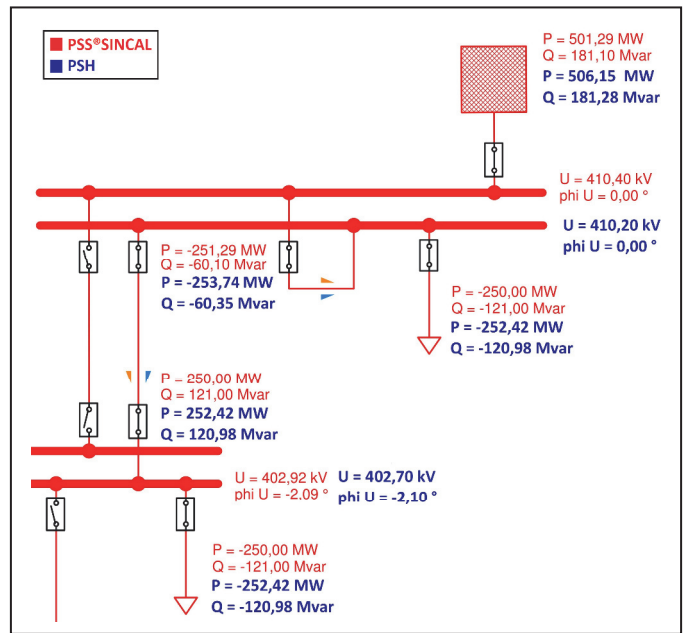 PSS®SINCAL
PSH
P = 501,29 MW
Q = 181,10 Mvar
P = 506,15 MW
Q = 181,28 Mvar
U = 410,40 kV
phi U = 0,00 °
U = 410,20 kV
phi U = 0,00 °
P = -251,29 MW
Q = -60,10 Mvar
P = -253,74 MW
Q = -60,35 Mvar
P = -250,00 MW
Q = -121,00 Mvar
P = -252,42 MW
Q = -120,98 Mvar
P = 250,00 MW
Q = 121,00 Mvar
P = 252,42 MW
Q = 120,98 Mvar
U = 402,92 kV U = 402,70 kV
phi U = -2.09 ° phi U = -2,10 °
P = -250,00 MW
Q = -121,00 Mvar
P = -252,42 MW
Q = -120,98 Mvar